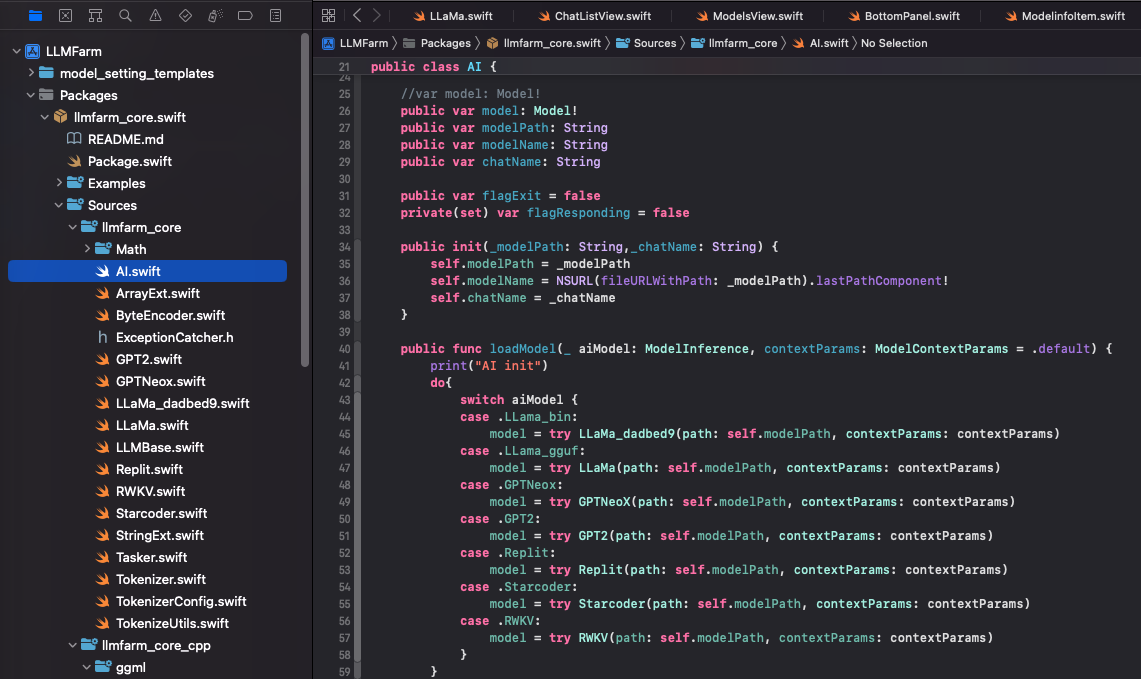 LLaMa.swift
ChatListView.swift
ModelsView.swift
BottomPanel.swift
ModelinfoItem.swift
LLMFarm
Packages
llmfarm_core.swift
Sources
llmfarm_core
AI.swift
No Selection
LLMFarm
model_setting_templates
Packages
llmfarm_core.swift
README.md
Package.swift
Examples
Sources
llmfarm_core
Math
AI.swift
ArrayExt.swift
ByteEncoder.swift
h ExceptionCatcher.h
GPT2.swift
GPTNeox.swift
LLaMa_dadbed9.swift
LLaMa.swift
LLMBase.swift
Replit.swift
RWKV.swift
Starcoder.swift
StringExt.swift
Tasker.swift
Tokenizer.swift
TokenizerConfig.swift
TokenizeUtils.swift
llmfarm_core_cpp
ggml
21 public class AI {
24
25 //var model: Model!
26 public var model: Model!
27 public var modelPath: String
28 public var modelName: String
29 public var chatName: String
30
31 public var flagExit = false
32 private(set) var flagResponding = false
33
34 public init(_modelPath: String,_chatName: String) {
35 self.modelPath = _modelPath
36 self.modelName = NSURL(fileURLWithPath: _modelPath).lastPathComponent!
37 self.chatName = _chatName
38 }
39
40 public func loadModel(_ aiModel: ModelInference, contextParams: ModelContextParams = .default) {
41 print("AI init")
42 do{
43 switch aiModel {
44 case .LLama_bin:
45 model = try LLaMa_dadbed9(path: self.modelPath, contextParams: contextParams)
46 case .LLama_gguf:
47 model = try LLaMa(path: self.modelPath, contextParams: contextParams)
48 case .GPTNeox:
49 model = try GPTNeoX(path: self.modelPath, contextParams: contextParams)
50 case .GPT2:
51 model = try GPT2(path: self.modelPath, contextParams: contextParams)
52 case .Replit:
53 model = try Replit(path: self.modelPath, contextParams: contextParams)
54 case .Starcoder:
55 model = try Starcoder(path: self.modelPath, contextParams: contextParams)
56 case .RWKV:
57 model = try RWKV(path: self.modelPath, contextParams: contextParams)
58 }
59 }